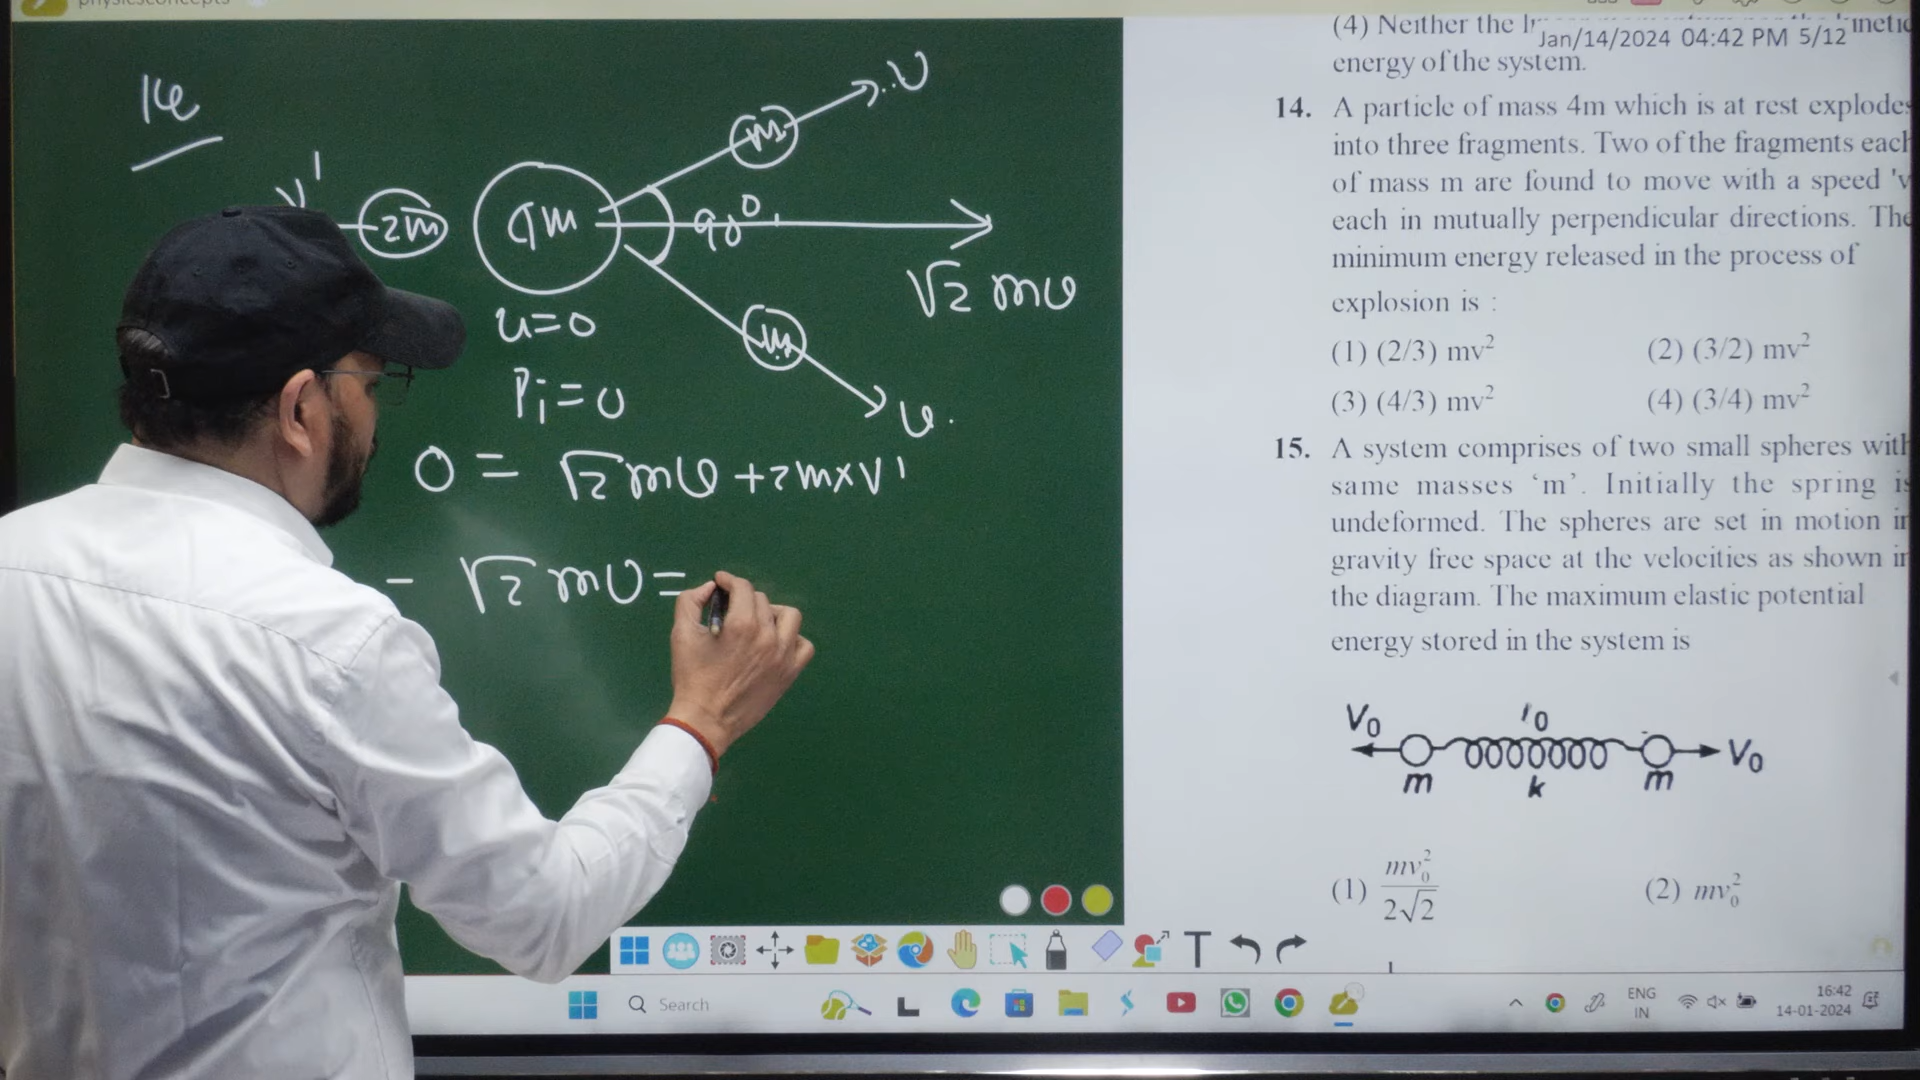 physicsconcepts
14
V'
2m
4m
m
90°
m
v
v
√2 mv
u=0
Pi=0
0 = √2mv+2m×V'
- √2 mv=
(4) Neither the
Jan/14/2024 04:42 PM 5/12
energy of the system.
14. A particle of mass 4m which is at rest explodes
into three fragments. Two of the fragments each
of mass m are found to move with a speed 'v
each in mutually perpendicular directions. The
minimum energy released in the process of
explosion is :
(1) (2/3) mv² (2) (3/2) mv²
(3) (4/3) mv² (4) (3/4) mv²
15. A system comprises of two small spheres with
same masses ‘m’. Initially the spring is
undeformed. The spheres are set in motion in
gravity free space at the velocities as shown in
the diagram. The maximum elastic potential
energy stored in the system is
V₀ l₀ V₀
m k m
(1) mv₀²/2√2 (2) mv₀²
T
Search
ENG
IN
16:42
14-01-2024